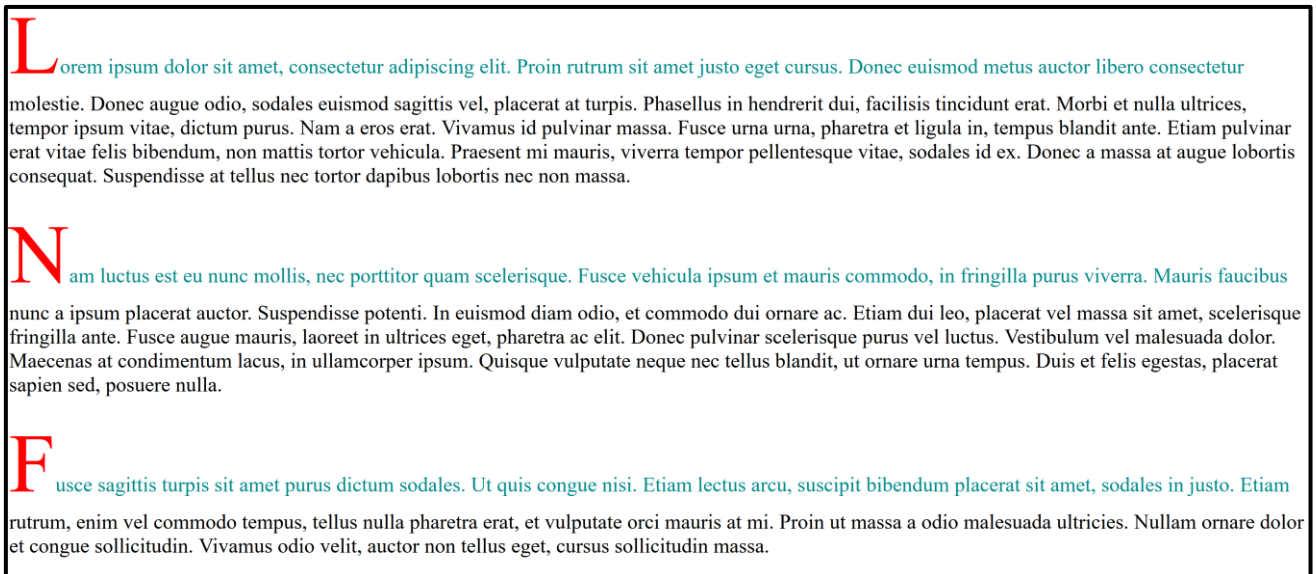 Lorem ipsum dolor sit amet, consectetur adipiscing elit. Proin rutrum sit amet justo eget cursus. Donec euismod metus auctor libero consectetur
molestie. Donec augue odio, sodales euismod sagittis vel, placerat at turpis. Phasellus in hendrerit dui, facilisis tincidunt erat. Morbi et nulla ultrices,
tempor ipsum vitae, dictum purus. Nam a eros erat. Vivamus id pulvinar massa. Fusce urna urna, pharetra et ligula in, tempus blandit ante. Etiam pulvinar
erat vitae felis bibendum, non mattis tortor vehicula. Praesent mi mauris, viverra tempor pellentesque vitae, sodales id ex. Donec a massa at augue lobortis
consequat. Suspendisse at tellus nec tortor dapibus lobortis nec non massa.
Nam luctus est eu nunc mollis, nec porttitor quam scelerisque. Fusce vehicula ipsum et mauris commodo, in fringilla purus viverra. Mauris faucibus
nunc a ipsum placerat auctor. Suspendisse potenti. In euismod diam odio, et commodo dui ornare ac. Etiam dui leo, placerat vel massa sit amet, scelerisque
fringilla ante. Fusce augue mauris, laoreet in ultrices eget, pharetra ac elit. Donec pulvinar scelerisque purus vel luctus. Vestibulum vel malesuada dolor.
Maecenas at condimentum lacus, in ullamcorper ipsum. Quisque vulputate neque nec tellus blandit, ut ornare urna tempus. Duis et felis egestas, placerat
sapien sed, posuere nulla.
Fusce sagittis turpis sit amet purus dictum sodales. Ut quis congue nisi. Etiam lectus arcu, suscipit bibendum placerat sit amet, sodales in justo. Etiam
rutrum, enim vel commodo tempus, tellus nulla pharetra erat, et vulputate orci mauris at mi. Proin ut massa a odio malesuada ultricies. Nullam ornare dolor
et congue sollicitudin. Vivamus odio velit, auctor non tellus eget, cursus sollicitudin massa.